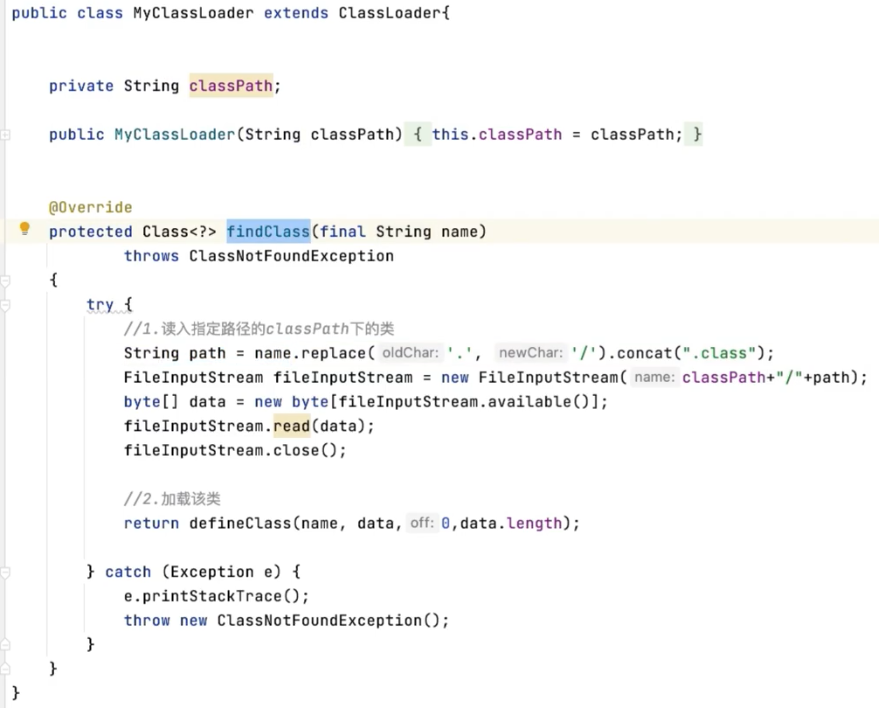 public class MyClassLoader extends ClassLoader{
private String classPath;
public MyClassLoader(String classPath) { this.classPath = classPath; }
@Override
protected Class<?> findClass(final String name)
throws ClassNotFoundException
{
try {
//1.读入指定路径的classPath下的类
String path = name.replace( oldChar: '.', newChar: '/').concat(".class");
FileInputStream fileInputStream = new FileInputStream( name: classPath+"/"+path);
byte[] data = new byte[fileInputStream.available()];
fileInputStream.read(data);
fileInputStream.close();
//2.加载该类
return defineClass(name, data, off: 0,data.length);
} catch (Exception e) {
e.printStackTrace();
throw new ClassNotFoundException();
}
}
}